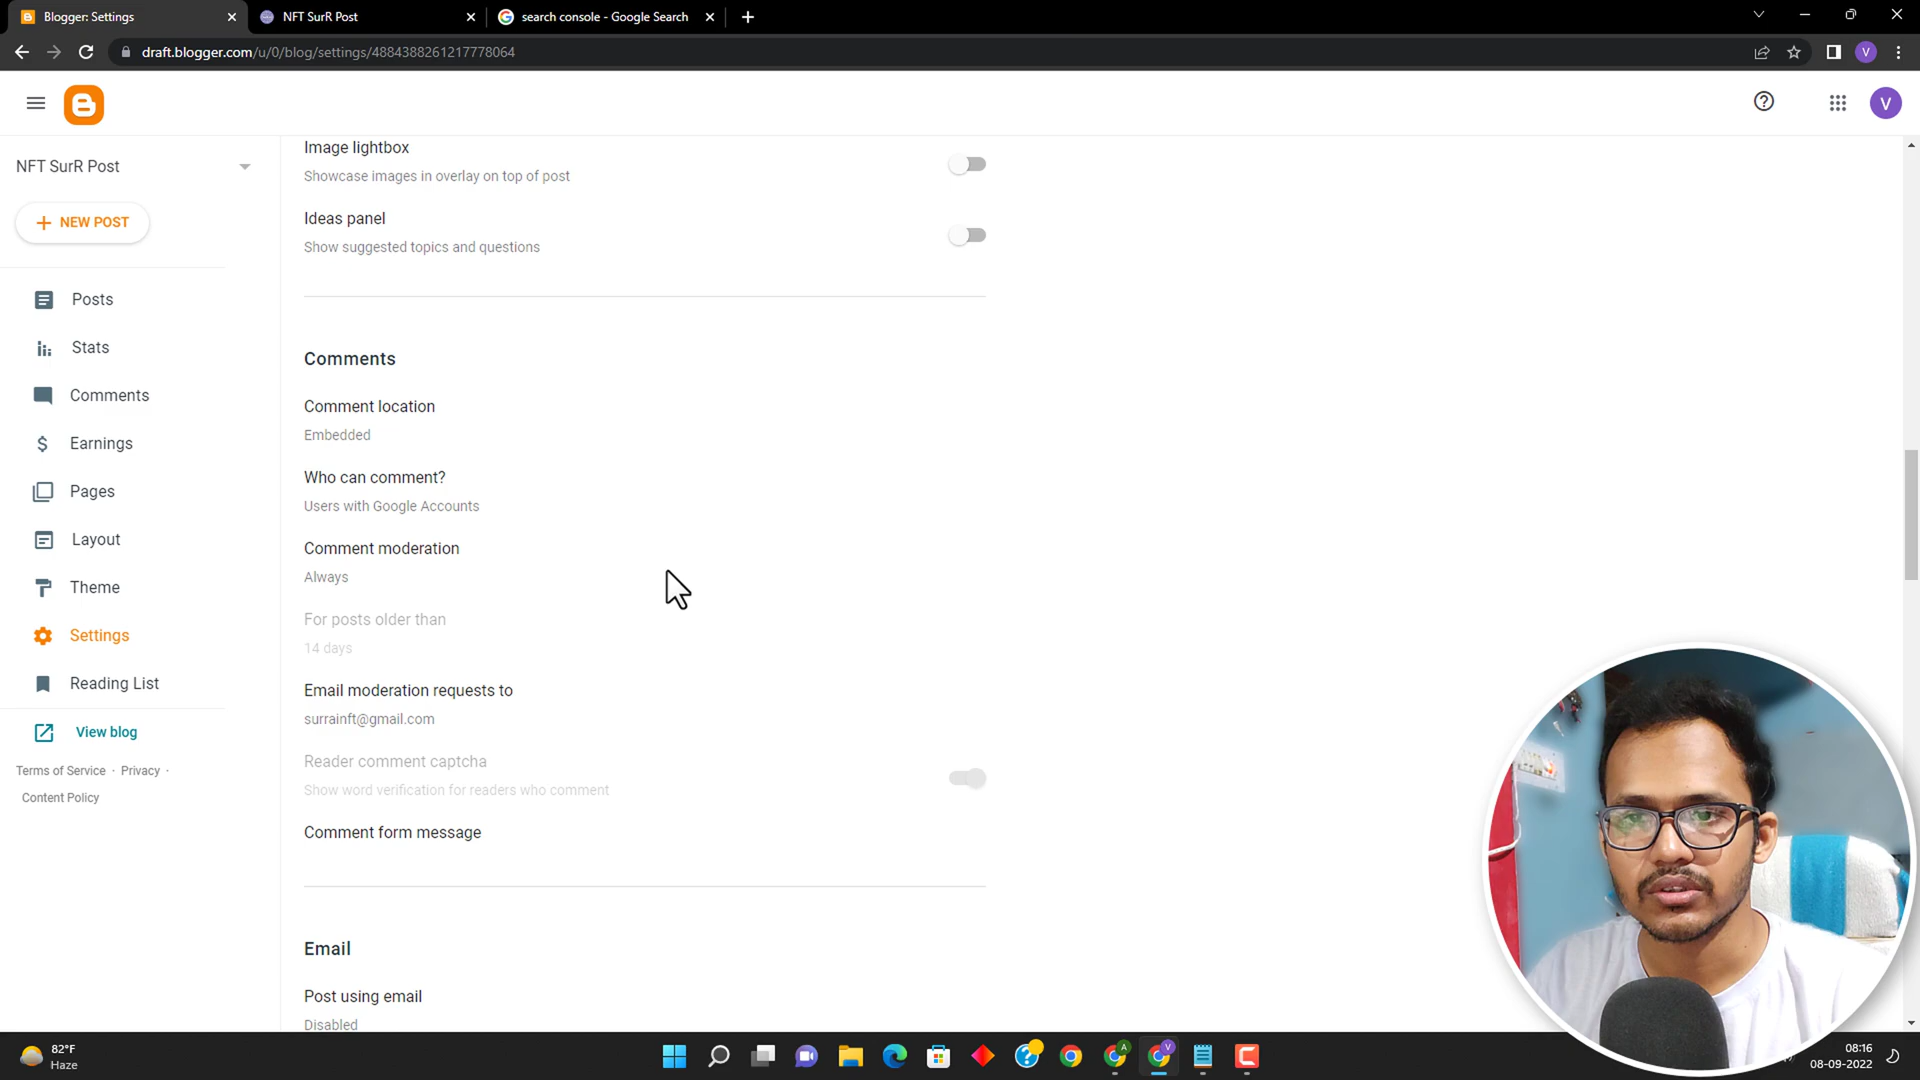 Blogger: Settings
NFT SurR Post
search console - Google Search
draft.blogger.com/u/0/blog/settings/4884388261217778064
V
V
NFT SurR Post
NEW POST
Posts
Stats
Comments
Earnings
Pages
Layout
Theme
Settings
Reading List
View blog
Terms of Service · Privacy ·
Content Policy
Image lightbox
Showcase images in overlay on top of post
Ideas panel
Show suggested topics and questions
Comments
Comment location
Embedded
Who can comment?
Users with Google Accounts
Comment moderation
Always
For posts older than
14 days
Email moderation requests to
surrainft@gmail.com
Reader comment captcha
Show word verification for readers who comment
Comment form message
Email
Post using email
Disabled
82°F
Haze
A
V
08:16
08-09-2022